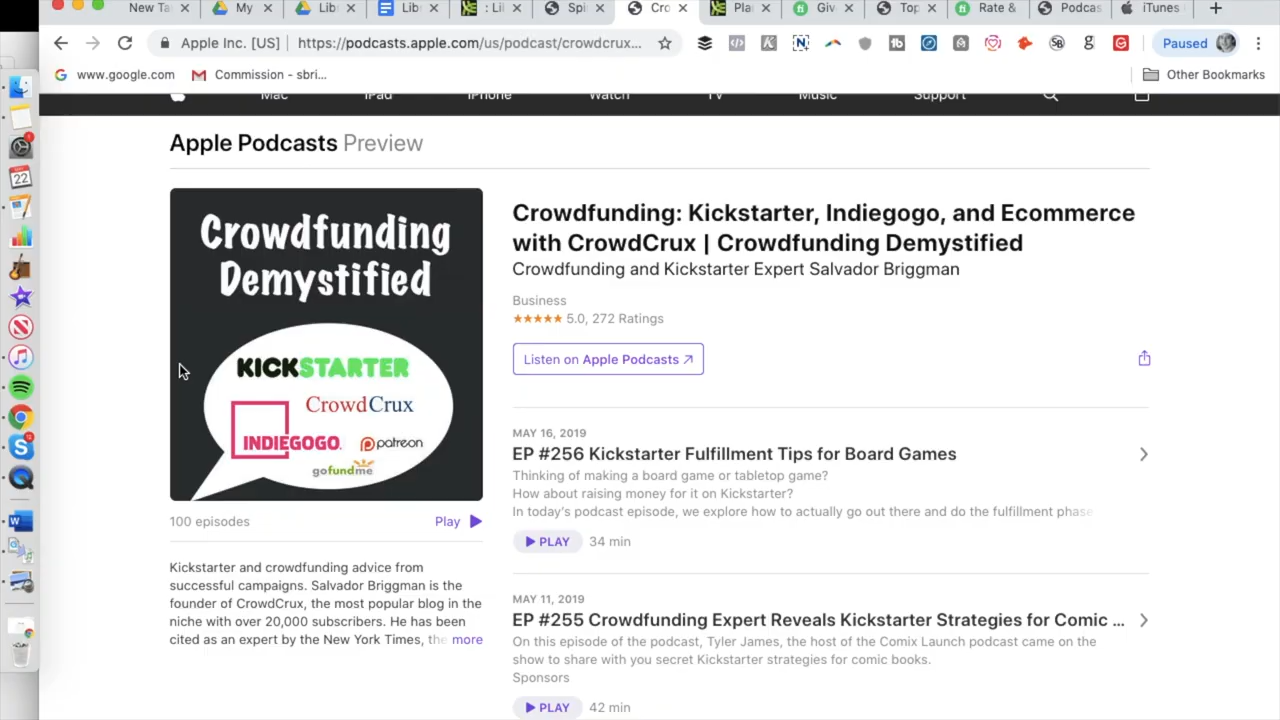 New Ta
My
Lib
Lib
: Lil
Spi
Cro
Pla
Giv
Top
Rate &
Podcas
iTunes
Apple Inc. [US]
https://podcasts.apple.com/us/podcast/crowdcrux...
Paused
www.google.com
Commission - sbri...
Other Bookmarks
Mac
iPad
iPhone
Watch
TV
Music
Support
Apple Podcasts Preview
Crowdfunding
Demystified
KICKSTARTER
CrowdCrux
INDIEGOGO.
patreon
gofundme
100 episodes
Play
Kickstarter and crowdfunding advice from
successful campaigns. Salvador Briggman is the
founder of CrowdCrux, the most popular blog in the
niche with over 20,000 subscribers. He has been
cited as an expert by the New York Times, the more
Crowdfunding: Kickstarter, Indiegogo, and Ecommerce
with CrowdCrux | Crowdfunding Demystified
Crowdfunding and Kickstarter Expert Salvador Briggman
Business
★★★★★ 5.0, 272 Ratings
Listen on Apple Podcasts ↗
MAY 16, 2019
EP #256 Kickstarter Fulfillment Tips for Board Games
Thinking of making a board game or tabletop game?
How about raising money for it on Kickstarter?
In today's podcast episode, we explore how to actually go out there and do the fulfillment phase
PLAY
34 min
MAY 11, 2019
EP #255 Crowdfunding Expert Reveals Kickstarter Strategies for Comic ...
On this episode of the podcast, Tyler James, the host of the Comix Launch podcast came on the
show to share with you secret Kickstarter strategies for comic books.
Sponsors
PLAY
42 min